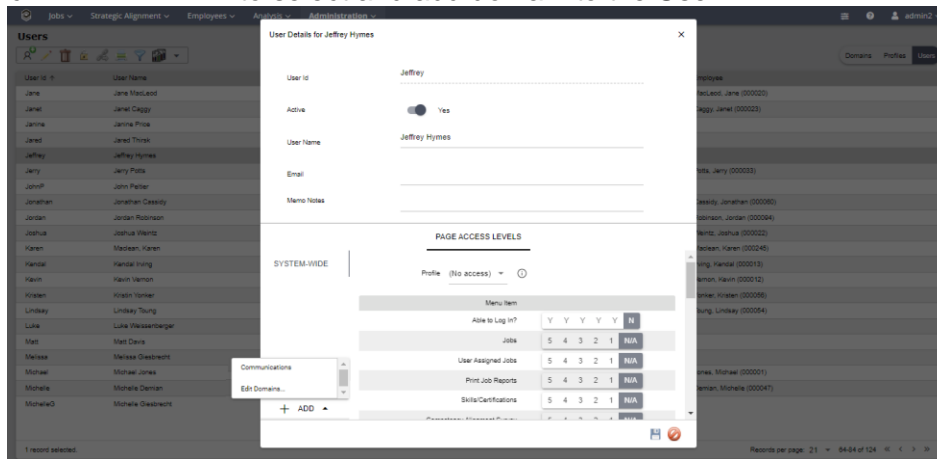 Jobs Strategic Alignment Employees Analysis Administration admin2
Users
Domains Profiles Users
User Id User Name Employee
Jane Jane MacLeod MacLeod, Jane (000020)
Janet Janet Caggy Caggy, Janet (000023)
Janine Janine Price
Jared Jared Thirsk
Jeffrey Jeffrey Hymes
Jerry Jerry Potts Potts, Jerry (000033)
JohnP John Peltier
Jonathan Jonathan Cassidy Cassidy, Jonathan (000080)
Jordan Jordan Robinson Robinson, Jordan (000094)
Joshua Joshua Wentz Wentz, Joshua (000022)
Karen Maclean, Karen Maclean, Karen (000245)
Kendal Kendal Irving Irving, Kendal (000013)
Kevin Kevin Vernon Vernon, Kevin (000012)
Kristen Kristin Yonker Yonker, Kristen (000056)
Lindsay Lindsay Young Young, Lindsay (000054)
Luke Luke Weissenberger
Matt Matt Davis
Melissa Melissa Giesbrecht
Michael Michael Jones Jones, Michael (000001)
Michelle Michelle Demian Demian, Michelle (000047)
MichelleG Michelle Giesbrecht
1 record selected Records per page: 21 64-84 of 124
User Details for Jeffrey Hymes
User Id Jeffrey
Active Yes
User Name Jeffrey Hymes
Email
Memo Notes
PAGE ACCESS LEVELS
SYSTEM-WIDE
Profile (No access)
Menu Item
Able to Log In? Y Y Y Y Y N
Jobs 5 4 3 2 1 N/A
User Assigned Jobs 5 4 3 2 1 N/A
Print Job Reports 5 4 3 2 1 N/A
Skills/Certifications 5 4 3 2 1 N/A
Communications
Edit Domains...
+ ADD